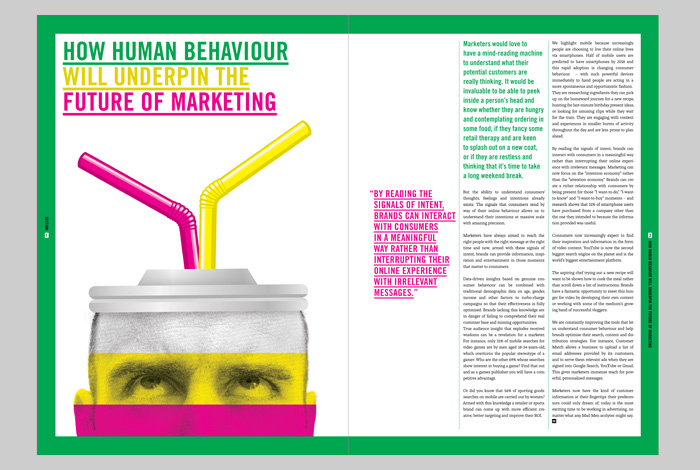 HOW HUMAN BEHAVIOUR
WILL UNDERPIN THE
FUTURE OF MARKETING
"BY READING THE
SIGNALS OF INTENT,
BRANDS CAN INTERACT
WITH CONSUMERS
IN A MEANINGFUL
WAY RATHER THAN
INTERRUPTING THEIR
ONLINE EXPERIENCE
WITH IRRELEVANT
MESSAGES."
Marketers would love to
have a mind-reading machine
to understand what their
potential customers are
really thinking. It would be
invaluable to be able to peek
inside a person's head and
know whether they are hungry
and contemplating ordering in
some food, if they fancy some
retail therapy and are keen
to splash out on a new coat,
or if they are restless and
thinking that it's time to take
a long weekend break.
But the ability to understand consumers'
thoughts, feelings and intentions already
exists. The signals that consumers send by
way of their online behaviour allows us to
understand their intentions at massive scale
with amazing precision.
Marketers have always aimed to reach the
right people with the right message at the right
time and now, armed with these signals of
intent, brands can provide information, inspi-
ration and entertainment in those moments
that matter to consumers.
Data-driven insights based on genuine con-
sumer behaviour can be combined with
traditional demographic data on age, gender,
income and other factors to turbo-charge
campaigns so that their effectiveness is fully
optimised. Brands lacking this knowledge are
in danger of failing to comprehend their real
customer base and missing opportunities.
True audience insight that explodes received
wisdom can be a revelation for a marketer.
For instance, only 31% of mobile searches for
video games are by men aged 18-34-years-old,
which overturns the popular stereotype of a
gamer. Who are the other 69% whose searches
show interest in buying a game? Find that out
and as a games publisher you will have a com-
petitive advantage.
Or did you know that 56% of sporting goods
searches on mobile are carried out by women?
Armed with this knowledge a retailer or sports
brand can come up with more efficient cre-
ative, better targeting and improve their ROI.
We highlight mobile because increasingly
people are choosing to live their online lives
via smartphones. Half of mobile users are
predicted to have smartphones by 2018 and
this rapid adoption is changing consumer
behaviour – with such powerful devices
immediately to hand people are acting in a
more spontaneous and opportunistic fashion.
They are researching ingredients they can pick
up on the homeward journey for a new recipe,
hunting for last minute birthday present ideas,
or looking for amusing clips while they wait
for the train. They are engaging with content
and experiences in smaller bursts of activity
throughout the day and are less prone to plan
ahead.
By reading the signals of intent, brands can
interact with consumers in a meaningful way
rather than interrupting their online experi-
ence with irrelevant messages. Marketing can
now focus on the "intention economy" rather
than the "attention economy." Brands can cre-
ate a richer relationship with consumers by
being present for those "I want-to-do," "I want-
to-know" and "I want-to-buy" moments – and
research shows that 51% of smartphone users
have purchased from a company other than
the one they intended to because the informa-
tion provided was useful.
Consumers now increasingly expect to find
their inspiration and information in the form
of video content. YouTube is now the second
biggest search engine on the planet and is the
world's biggest entertainment platform.
The aspiring chef trying out a new recipe will
want to be shown how to cook the meal rather
than scroll down a list of instructions. Brands
have a fantastic opportunity to meet this hun-
ger for video by developing their own content
or working with some of the medium's grow-
ing band of successful vloggers.
We are constantly improving the tools that let
us understand consumer behaviour and help
brands optimise their search, content and dis-
tribution strategies. For instance, Customer
Match allows a business to upload a list of
email addresses provided by its customers,
and to serve them relevant ads when they are
signed into Google Search, YouTube or Gmail.
This gives marketers immense reach for pow-
erful, personalised messages.
Marketers now have the kind of customer
information at their fingertips their predeces-
sors could only dream of; today is the most
exciting time to be working in advertising, no
matter what any Mad Men acolytes might say.
HOW HUMAN BEHAVIOUR WILL UNDERPIN THE FUTURE OF MARKETING